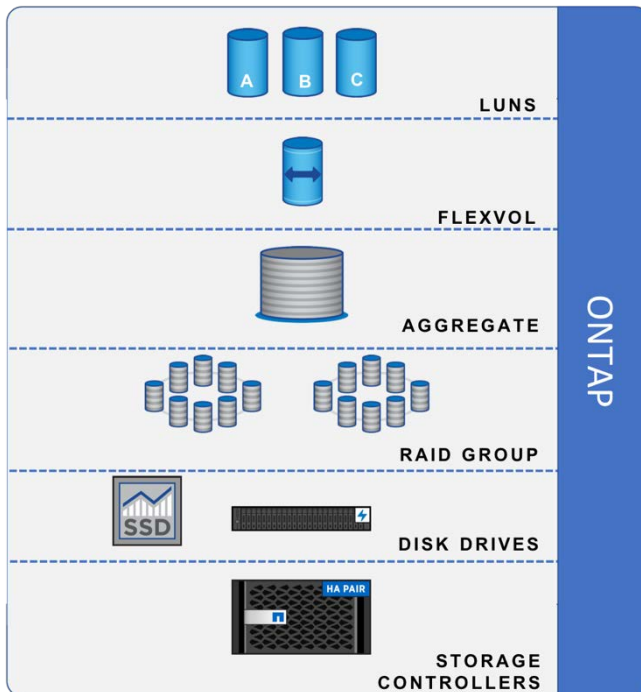 A B C
LUNS
FLEXVOL
AGGREGATE
RAID GROUP
SSD
DISK DRIVES
HA PAIR
STORAGE
CONTROLLERS
ONTAP